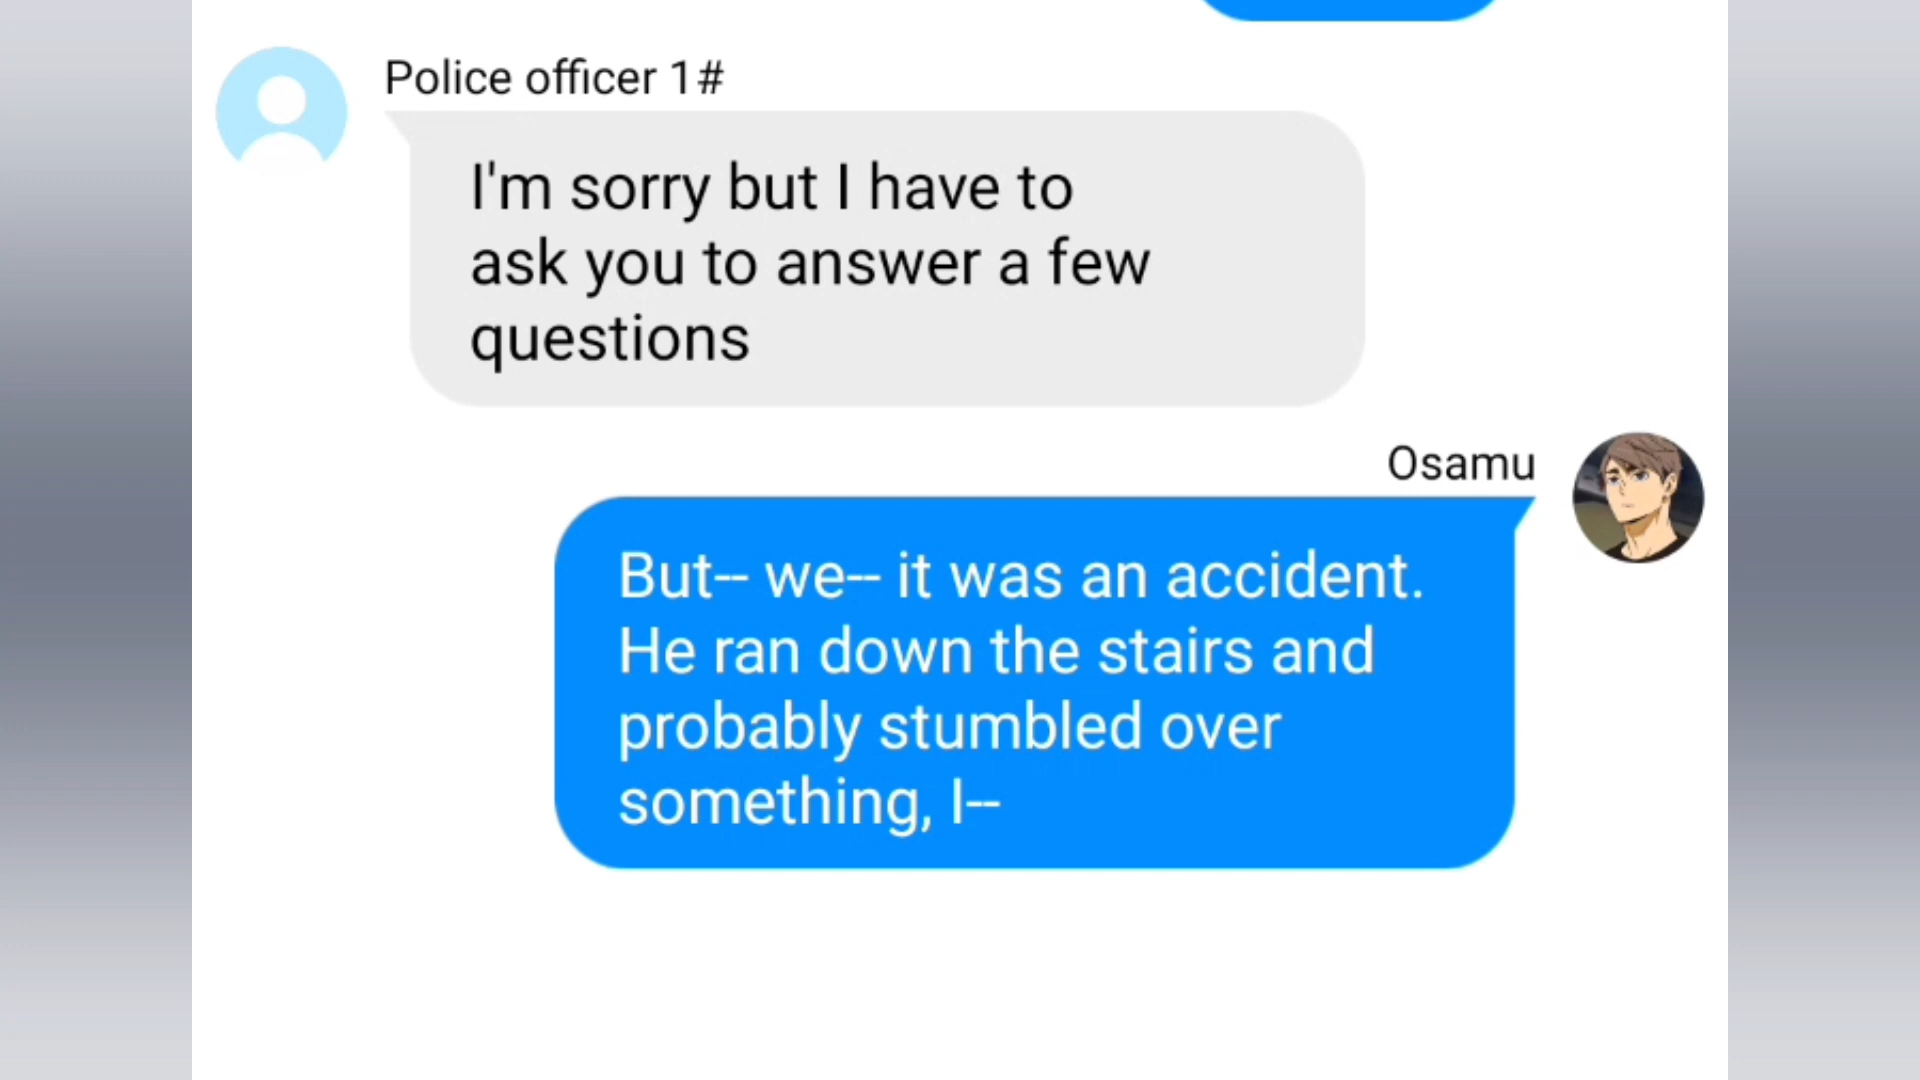 Police officer 1#
I'm sorry but I have to
ask you to answer a few
questions
Osamu
But-- we-- it was an accident.
He ran down the stairs and
probably stumbled over
something, I--